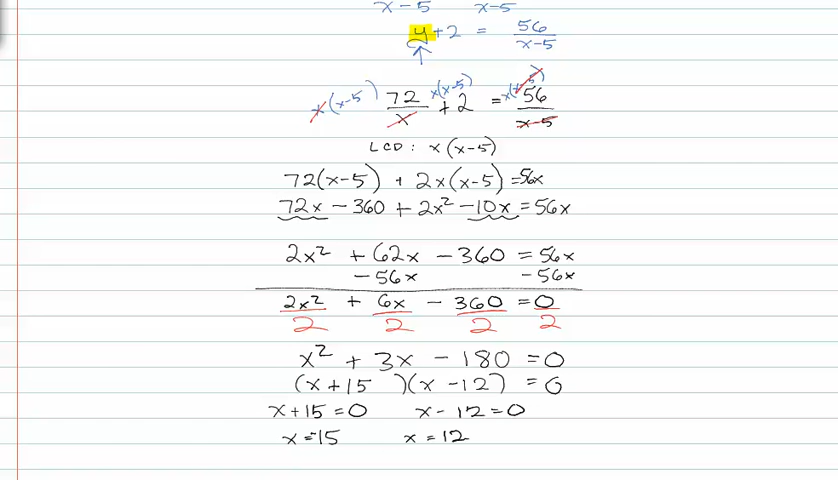 x-5 x-5
y+2 = 56/(x-5)
x(x-5) 72/x x(x-5) + 2 = x(x-5) 56/(x-5)
LCD: x(x-5)
72(x-5) + 2x(x-5) = 56x
72x - 360 + 2x² - 10x = 56x
2x² + 62x - 360 = 56x
-56x -56x
2x²/2 + 6x/2 - 360/2 = 0/2
x² + 3x - 180 = 0
(x+15)(x-12) = 0
x+15=0 x-12=0
x=-15 x=12